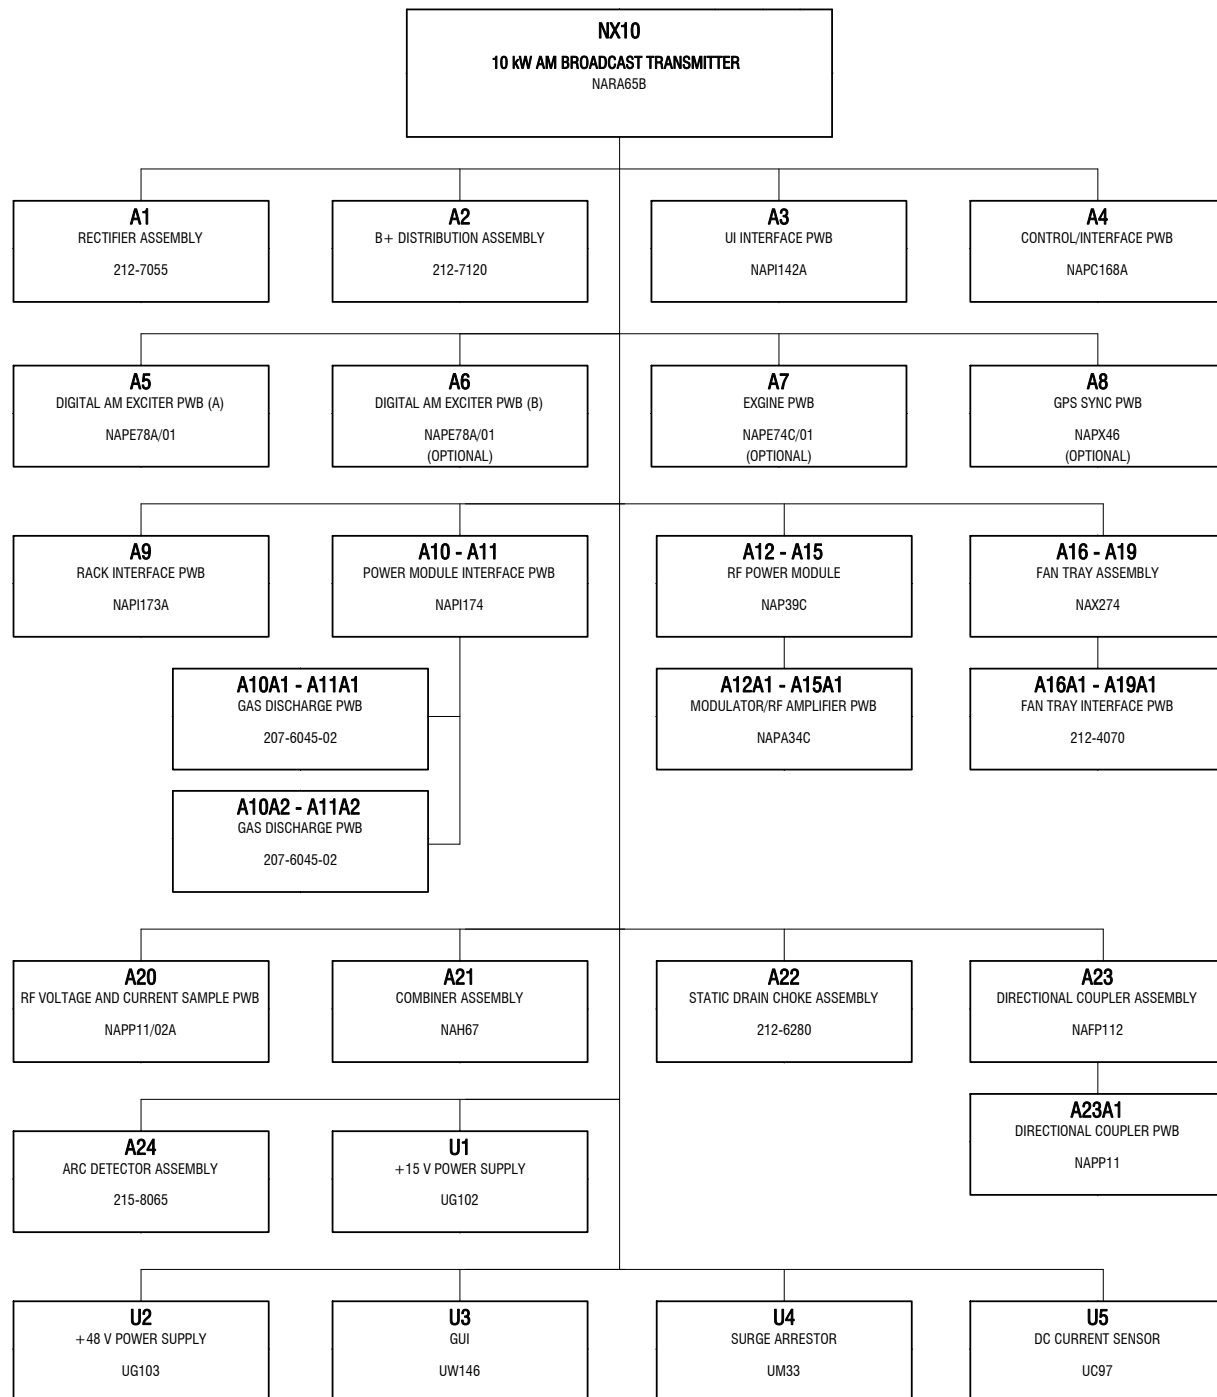 NX10
10 kW AM BROADCAST TRANSMITTER
NARA65B
A1
RECTIFIER ASSEMBLY
212-7055
A2
B+ DISTRIBUTION ASSEMBLY
212-7120
A3
UI INTERFACE PWB
NAPI142A
A4
CONTROL/INTERFACE PWB
NAPC168A
A5
DIGITAL AM EXCITER PWB (A)
NAPE78A/01
A6
DIGITAL AM EXCITER PWB (B)
NAPE78A/01
(OPTIONAL)
A7
EXGINE PWB
NAPE74C/01
(OPTIONAL)
A8
GPS SYNC PWB
NAPX46
(OPTIONAL)
A9
RACK INTERFACE PWB
NAPI173A
A10 - A11
POWER MODULE INTERFACE PWB
NAPI174
A12 - A15
RF POWER MODULE
NAP39C
A16 - A19
FAN TRAY ASSEMBLY
NAX274
A10A1 - A11A1
GAS DISCHARGE PWB
207-6045-02
A12A1 - A15A1
MODULATOR/RF AMPLIFIER PWB
NAPA34C
A16A1 - A19A1
FAN TRAY INTERFACE PWB
212-4070
A10A2 - A11A2
GAS DISCHARGE PWB
207-6045-02
A20
RF VOLTAGE AND CURRENT SAMPLE PWB
NAPP11/02A
A21
COMBINER ASSEMBLY
NAH67
A22
STATIC DRAIN CHOKE ASSEMBLY
212-6280
A23
DIRECTIONAL COUPLER ASSEMBLY
NAFP112
A23A1
DIRECTIONAL COUPLER PWB
NAPP11
A24
ARC DETECTOR ASSEMBLY
215-8065
U1
+15 V POWER SUPPLY
UG102
U2
+48 V POWER SUPPLY
UG103
U3
GUI
UW146
U4
SURGE ARRESTOR
UM33
U5
DC CURRENT SENSOR
UC97